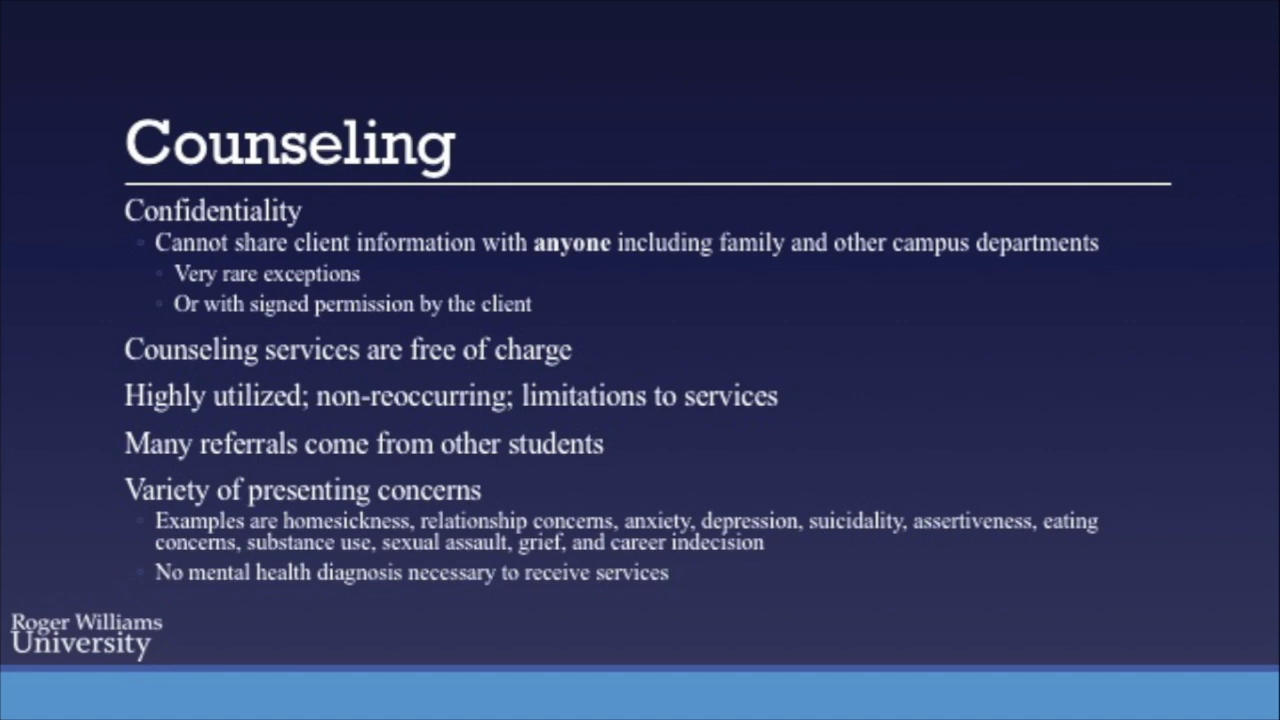 Counseling
Confidentiality
Cannot share client information with anyone including family and other campus departments
Very rare exceptions
Or with signed permission by the client
Counseling services are free of charge
Highly utilized; non-reoccurring; limitations to services
Many referrals come from other students
Variety of presenting concerns
Examples are homesickness, relationship concerns, anxiety, depression, suicidality, assertiveness, eating
concerns, substance use, sexual assault, grief, and career indecision
No mental health diagnosis necessary to receive services
Roger Williams
University